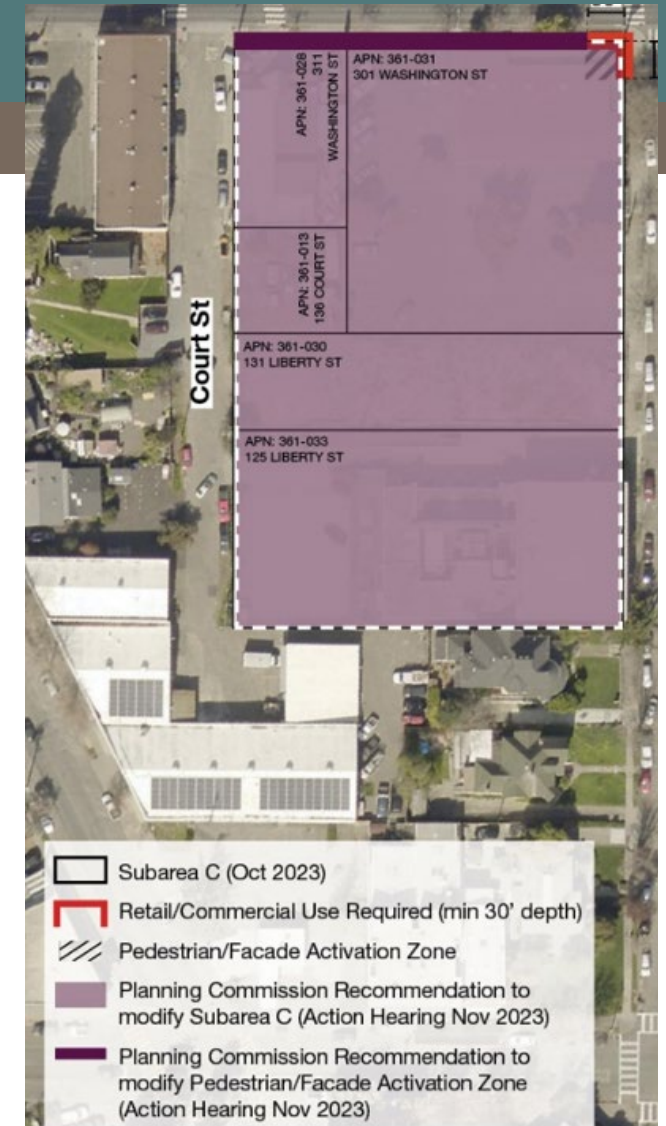 APN: 361-028
311
WASHINGTON ST
APN: 361-031
301 WASHINGTON ST
APN: 361-013
136 COURT ST
Court St
APN: 361-030
131 LIBERTY ST
APN: 361-033
125 LIBERTY ST
Subarea C (Oct 2023)
Retail/Commercial Use Required (min 30’ depth)
Pedestrian/Facade Activation Zone
Planning Commission Recommendation to
modify Subarea C (Action Hearing Nov 2023)
Planning Commission Recommendation to
modify Pedestrian/Facade Activation Zone
(Action Hearing Nov 2023)